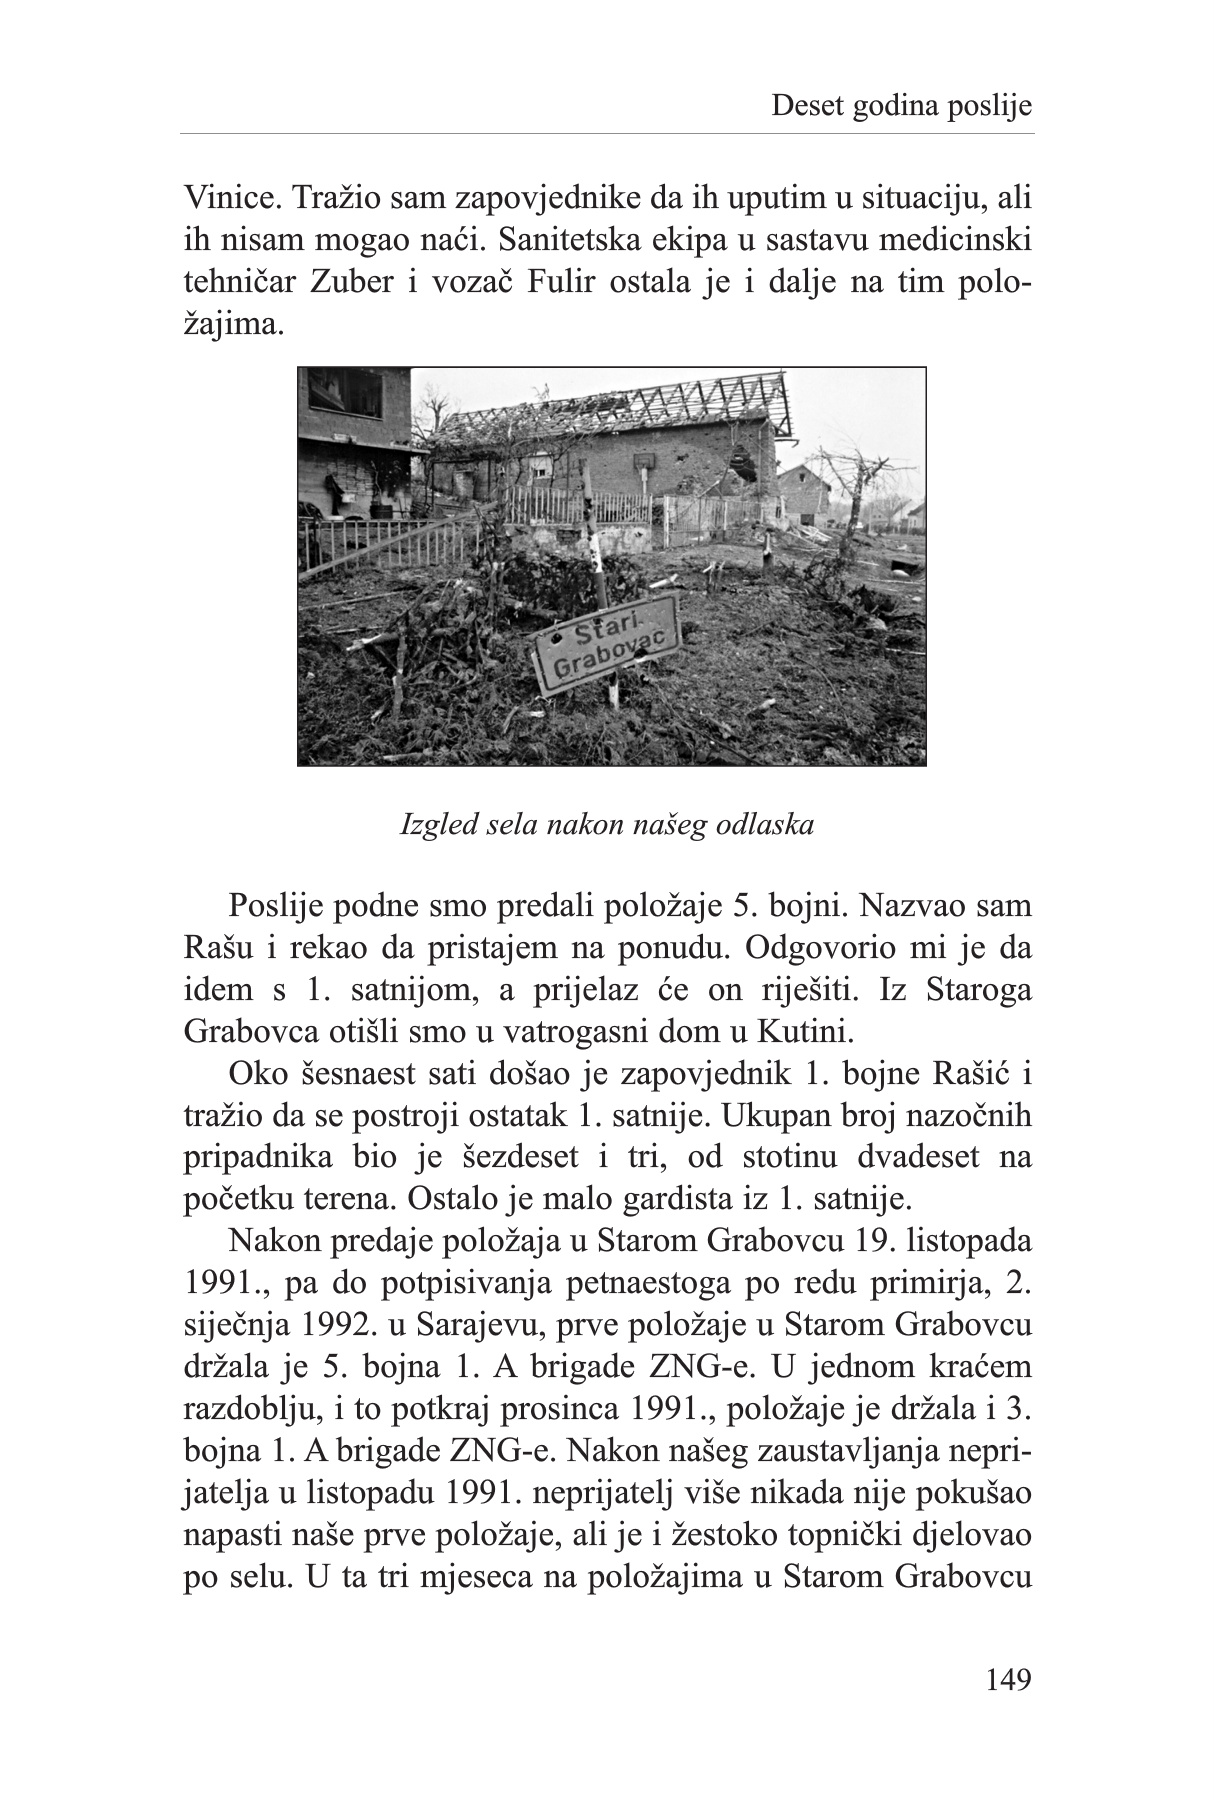 Deset godina poslije
Vinice. Tražio sam zapovjednike da ih uputim u situaciju, ali
ih nisam mogao naći. Sanitetska ekipa u sastavu medicinski
tehničar Zuber i vozač Fulir ostala je i dalje na tim polo-
žajima.
Stari
Grabovac
Izgled sela nakon našeg odlaska
Poslije podne smo predali položaje 5. bojni. Nazvao sam
Rašu i rekao da pristajem na ponudu. Odgovorio mi je da
idem s 1. satnijom, a prijelaz će on riješiti. Iz Staroga
Grabovca otišli smo u vatrogasni dom u Kutini.
Oko šesnaest sati došao je zapovjednik 1. bojne Rašić i
tražio da se postroji ostatak 1. satnije. Ukupan broj nazočnih
pripadnika bio je šezdeset i tri, od stotinu dvadeset na
početku terena. Ostalo je malo gardista iz 1. satnije.
Nakon predaje položaja u Starom Grabovcu 19. listopada
1991., pa do potpisivanja petnaestoga po redu primirja, 2.
siječnja 1992. u Sarajevu, prve položaje u Starom Grabovcu
držala je 5. bojna 1. A brigade ZNG-e. U jednom kraćem
razdoblju, i to potkraj prosinca 1991., položaje je držala i 3.
bojna 1. A brigade ZNG-e. Nakon našeg zaustavljanja nepri-
jatelja u listopadu 1991. neprijatelj više nikada nije pokušao
napasti naše prve položaje, ali je i žestoko topnički djelovao
po selu. U ta tri mjeseca na položajima u Starom Grabovcu
149